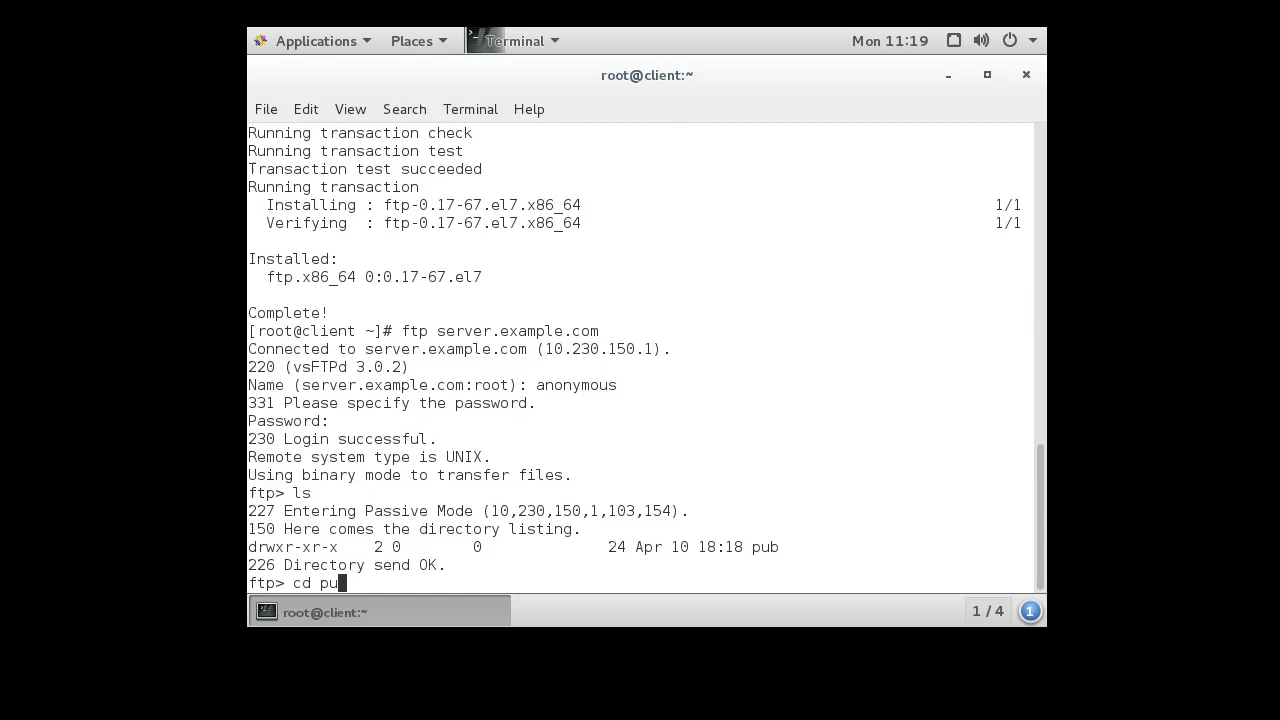 Applications Places Terminal Mon 11:19
root@client:~
File Edit View Search Terminal Help
Running transaction check
Running transaction test
Transaction test succeeded
Running transaction
  Installing : ftp-0.17-67.el7.x86_64 1/1
  Verifying  : ftp-0.17-67.el7.x86_64 1/1
Installed:
  ftp.x86_64 0:0.17-67.el7
Complete!
[root@client ~]# ftp server.example.com
Connected to server.example.com (10.230.150.1).
220 (vsFTPd 3.0.2)
Name (server.example.com:root): anonymous
331 Please specify the password.
Password:
230 Login successful.
Remote system type is UNIX.
Using binary mode to transfer files.
ftp> ls
227 Entering Passive Mode (10,230,150,1,103,154).
150 Here comes the directory listing.
drwxr-xr-x    2 0        0              24 Apr 10 18:18 pub
226 Directory send OK.
ftp> cd pu
root@client:~ 1 / 4 1